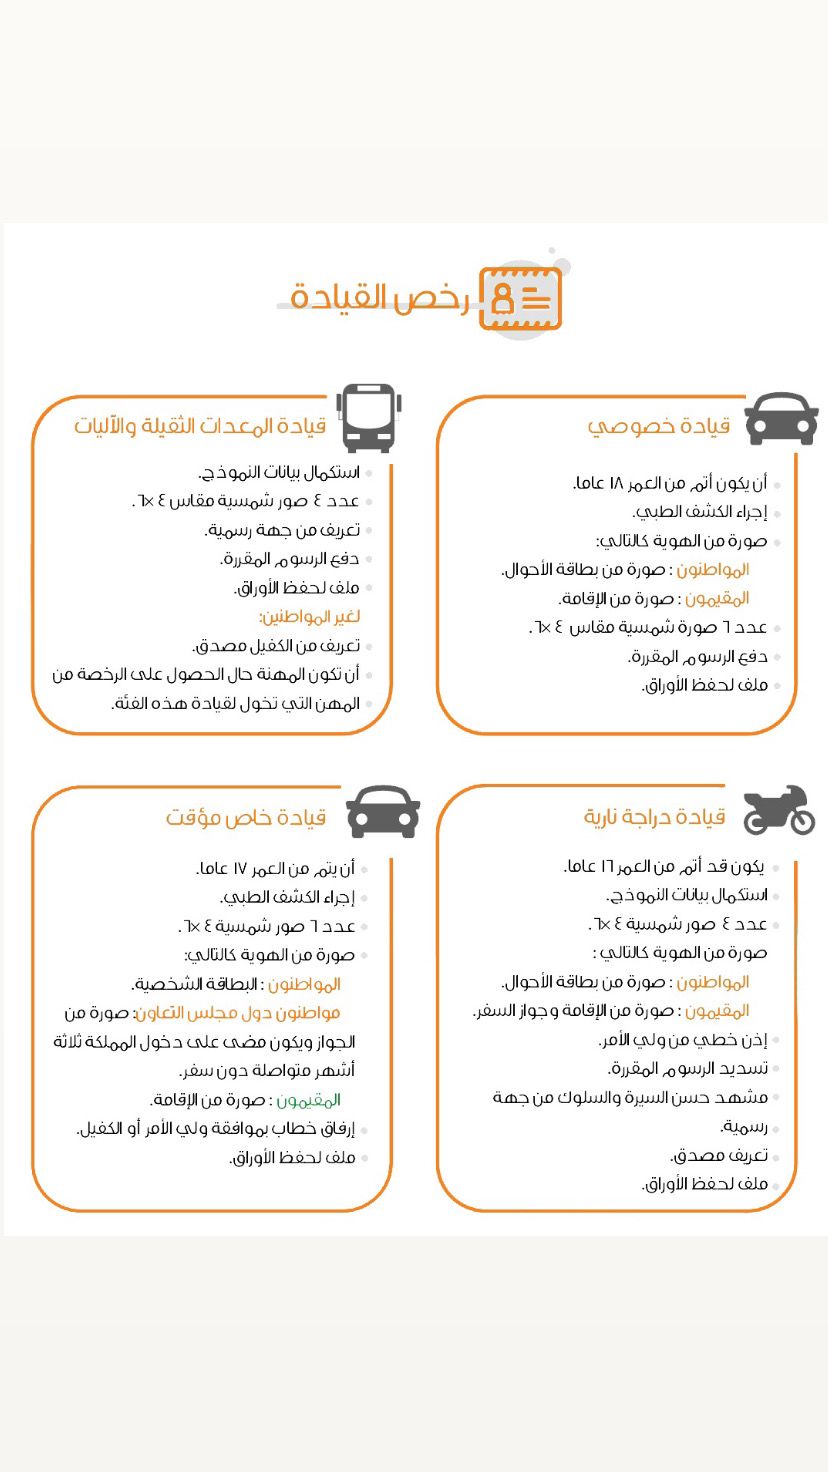 رخص القيادة
قيادة خصوصي
أن يكون أتم من العمر ١٨ عاما.
إجراء الكشف الطبي.
صورة من الهوية كالتالي:
المواطنون : صورة من بطاقة الأحوال.
المقيمون : صورة من الإقامة.
عدد ٦ صورة شمسية مقاس ٤ ×٦.
دفع الرسوم المقررة.
ملف لحفظ الأوراق.
قيادة المعدات الثقيلة والآليات
استكمال بيانات النموذج.
عدد ٤ صور شمسية مقاس ٤ ×٦.
تعريف من جهة رسمية.
دفع الرسوم المقررة.
ملف لحفظ الأوراق.
لغير المواطنين:
تعريف من الكفيل مصدق.
أن تكون المهنة حال الحصول على الرخصة من
المهن التي تخول لقيادة هذه الفئة.
قيادة دراجة نارية
يكون قد أتم من العمر ١٦ عاما.
استكمال بيانات النموذج.
عدد ٤ صور شمسية ٤ ×٦.
صورة من الهوية كالتالي :
المواطنون : صورة من بطاقة الأحوال.
المقيمون : صورة من الإقامة وجواز السفر.
إذن خطي من ولي الأمر.
تسديد الرسوم المقررة.
مشهد حسن السيرة والسلوك من جهة
رسمية.
تعريف مصدق.
ملف لحفظ الأوراق.
قيادة خاص مؤقت
أن يتم من العمر ١٧ عاما.
إجراء الكشف الطبي.
عدد ٦ صور شمسية ٤ ×٦.
صورة من الهوية كالتالي:
المواطنون : البطاقة الشخصية.
مواطنون دول مجلس التعاون: صورة من
الجواز ويكون مضى على دخول المملكة ثلاثة
أشهر متواصلة دون سفر.
المقيمون : صورة من الإقامة.
إرفاق خطاب بموافقة ولي الأمر أو الكفيل.
ملف لحفظ الأوراق.